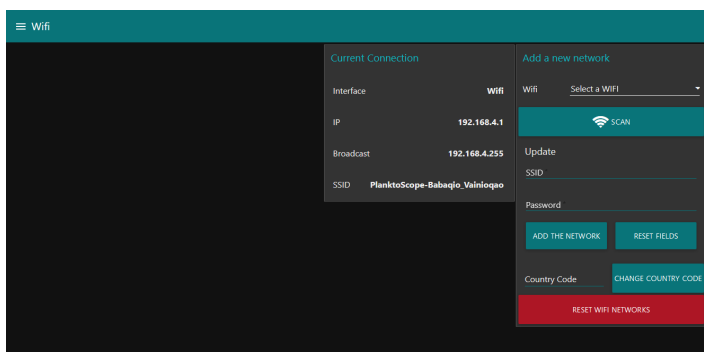 Wifi
Current Connection
Interface Wifi
IP 192.168.4.1
Broadcast 192.168.4.255
SSID PlanktoScope-Babaqio_Vainioqao
Add a new network
Wifi Select a WIFI
SCAN
Update
SSID
Password
ADD THE NETWORK RESET FIELDS
Country Code CHANGE COUNTRY CODE
RESET WIFI NETWORKS